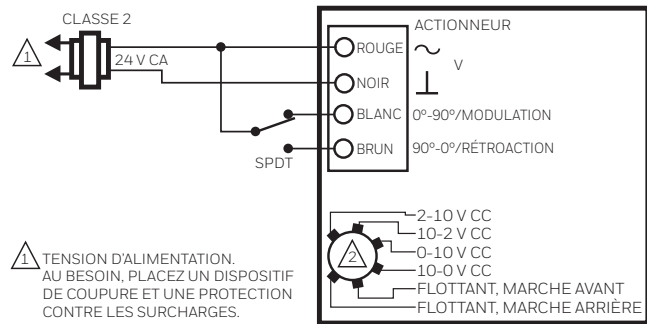 CLASSE 2
1
24 V CA
ACTIONNEUR
ROUGE
V
NOIR
BLANC 0º-90º/MODULATION
BRUN 90º-0º/RÉTROACTION
SPDT
2
2-10 V CC
10-2 V CC
0-10 V CC
10-0 V CC
FLOTTANT, MARCHE AVANT
FLOTTANT, MARCHE ARRIÈRE
1 TENSION D'ALIMENTATION.
AU BESOIN, PLACEZ UN DISPOSITIF
DE COUPURE ET UNE PROTECTION
CONTRE LES SURCHARGES.